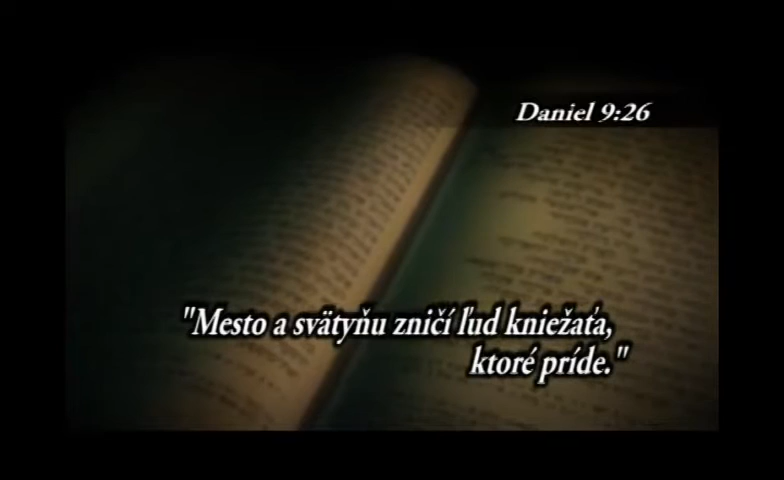 Daniel 9:26
"Mesto a svätyňu zničí ľud kniežaťa,
ktoré príde."